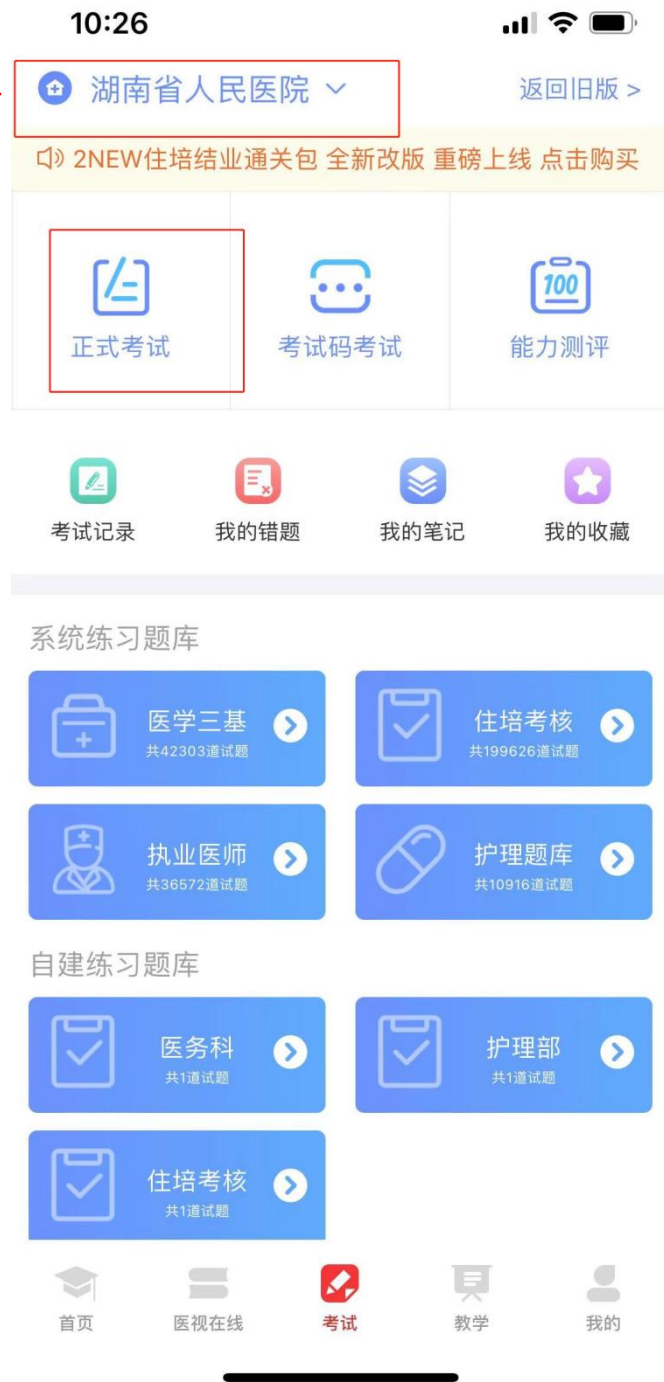 10:26
湖南省人民医院
返回旧版 >
2NEW住培结业通关包 全新改版 重磅上线 点击购买
100
正式考试 考试码考试 能力测评
考试记录 我的错题 我的笔记 我的收藏
系统练习题库
医学三基 住培考核
共42303道试题 共199626道试题
执业医师 护理题库
共36572道试题 共10916道试题
自建练习题库
医务科 护理部
共1道试题 共1道试题
住培考核
共1道试题
首页 医视在线 考试 教学 我的